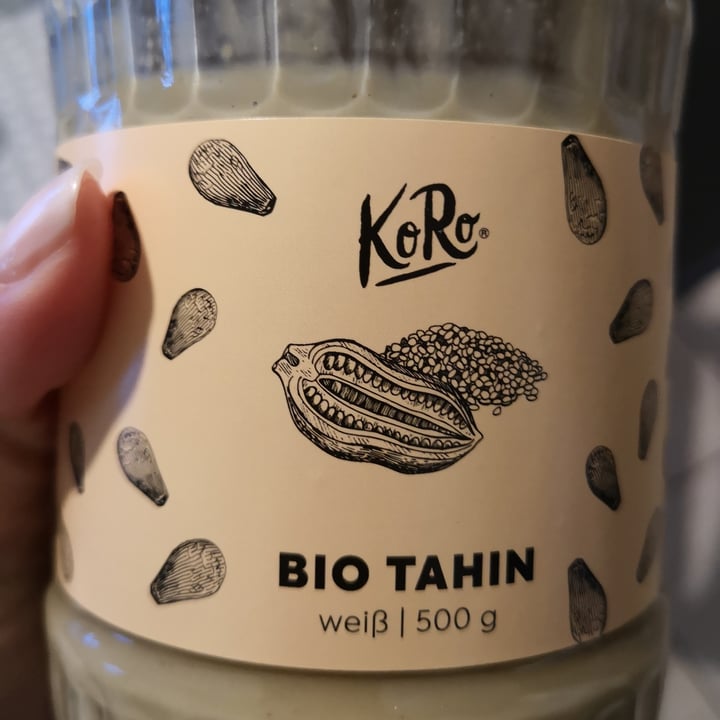 KoRo®
BIO TAHIN
weiß | 500 g